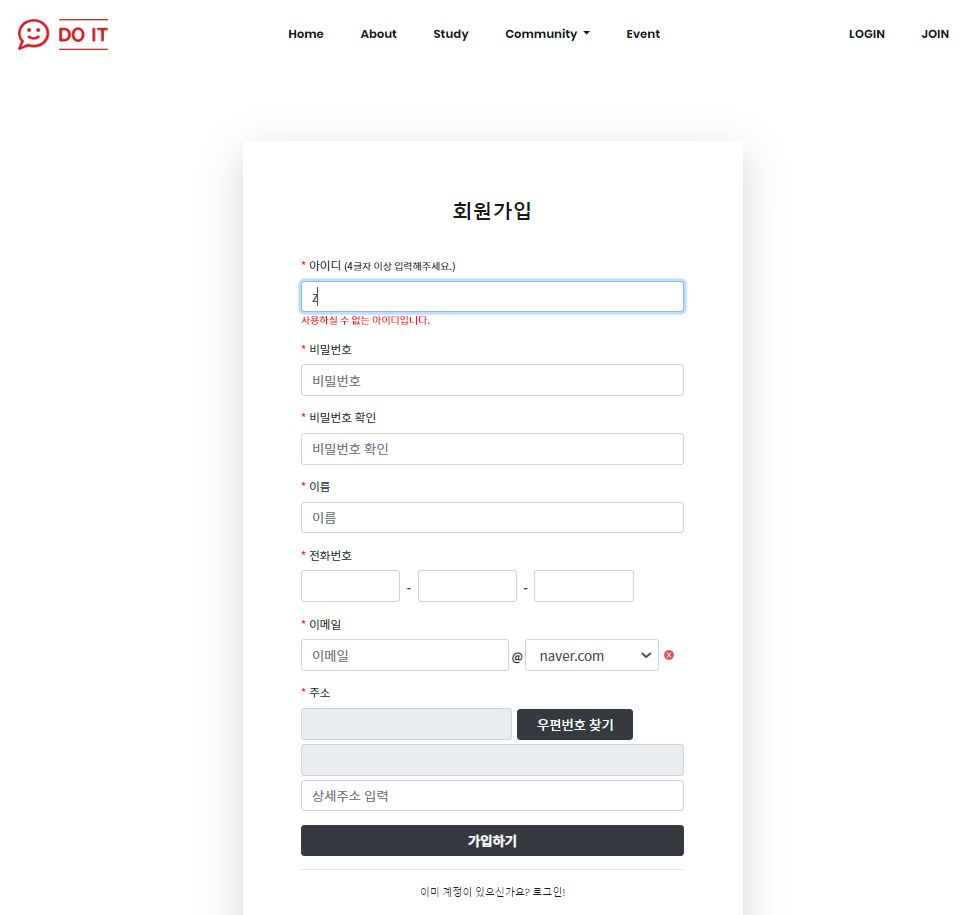 DO IT Home About Study Community Event LOGIN JOIN
회원가입
* 아이디 (4글자 이상 입력해주세요.)
z
사용하실 수 없는 아이디입니다.
* 비밀번호
비밀번호
* 비밀번호 확인
비밀번호 확인
* 이름
이름
* 전화번호
- -
* 이메일
이메일 @ naver.com
* 주소
우편번호 찾기
상세주소 입력
가입하기
이미 계정이 있으신가요? 로그인!